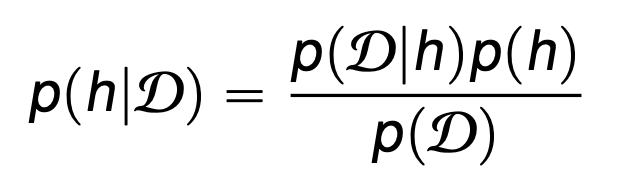 p(h|𝒟) = p(𝒟|h)p(h) / p(𝒟)